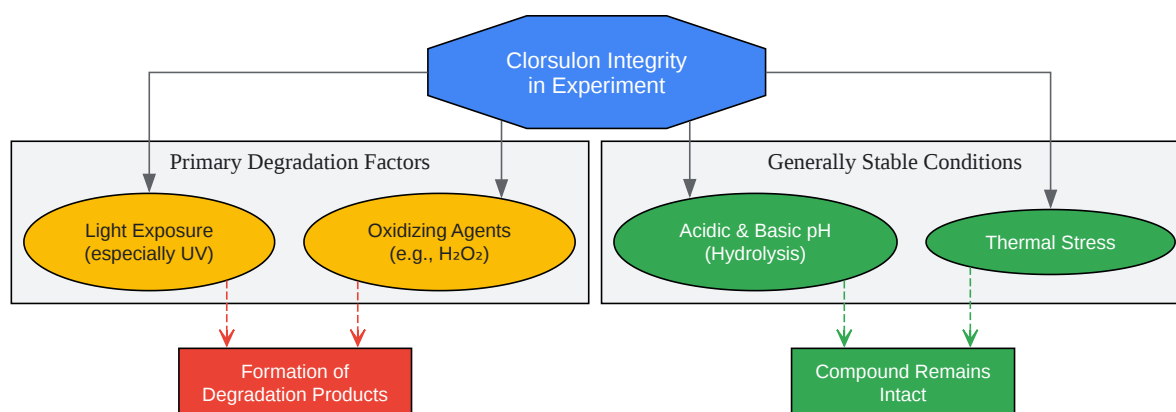 Clorsulon Integrity
in Experiment
Primary Degradation Factors
Generally Stable Conditions
Light Exposure
(especially UV)
Oxidizing Agents
(e.g., H₂O₂)
Acidic & Basic pH
(Hydrolysis)
Thermal Stress
Formation of
Degradation Products
Compound Remains
Intact